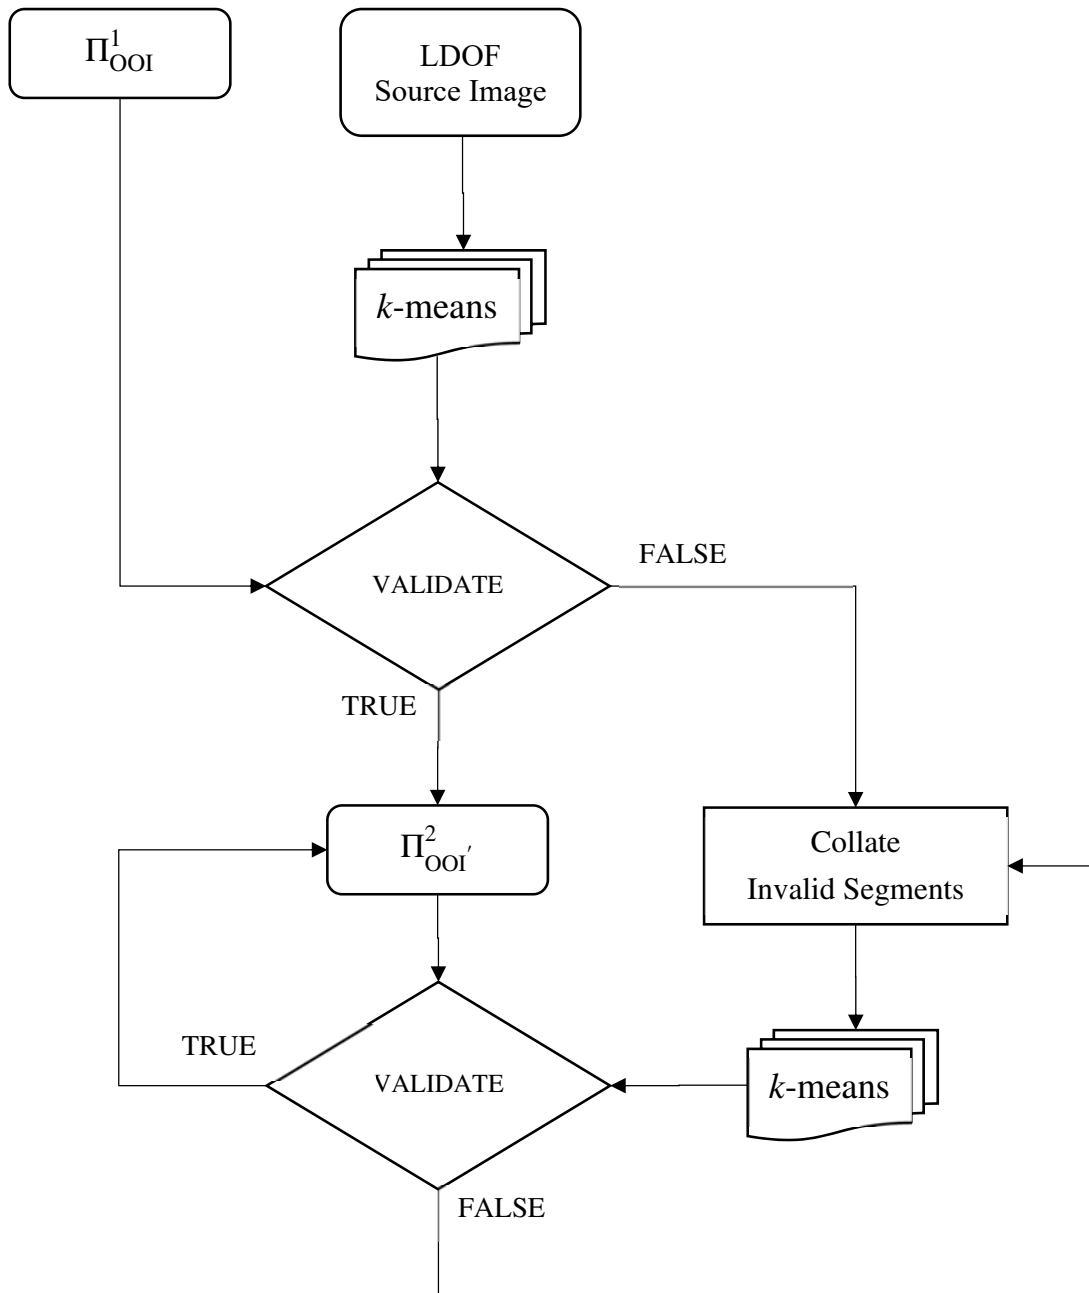 Π¹OOI
LDOF
Source Image
k-means
FALSE
VALIDATE
TRUE
Π²OOI′
Collate
Invalid Segments
TRUE
VALIDATE
k-means
FALSE